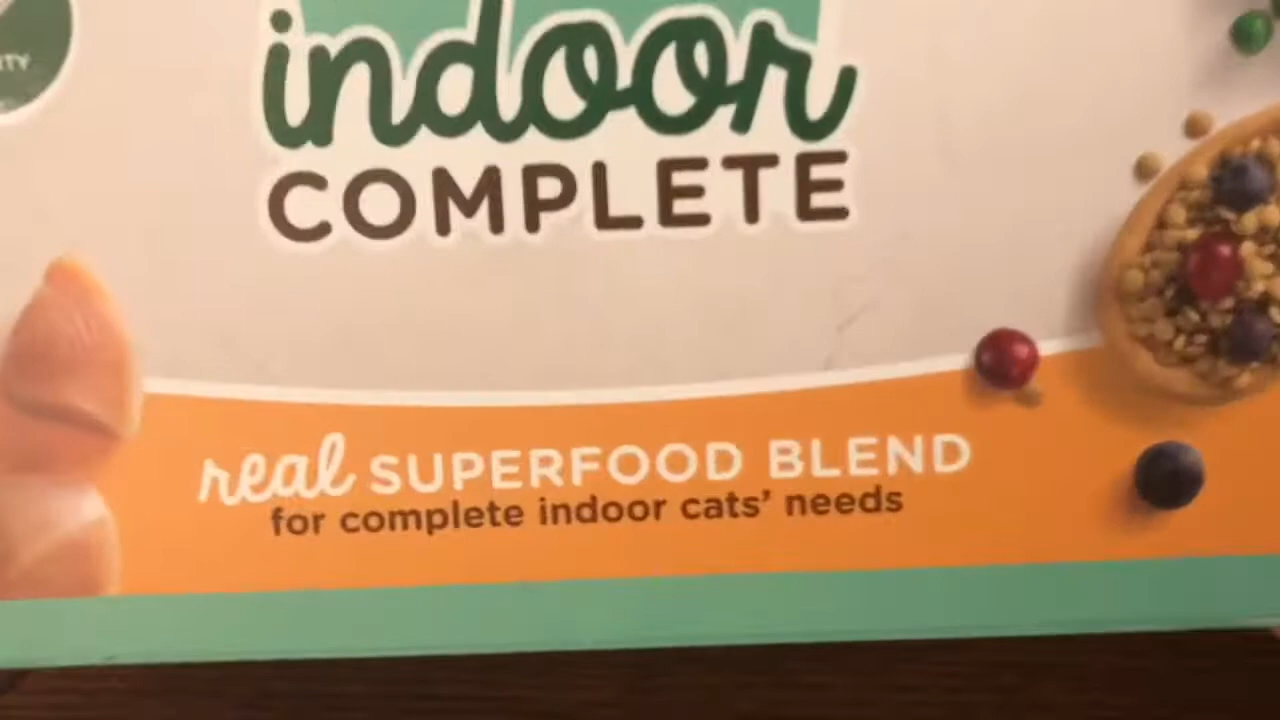 indoor
COMPLETE
real SUPERFOOD BLEND
for complete indoor cats' needs